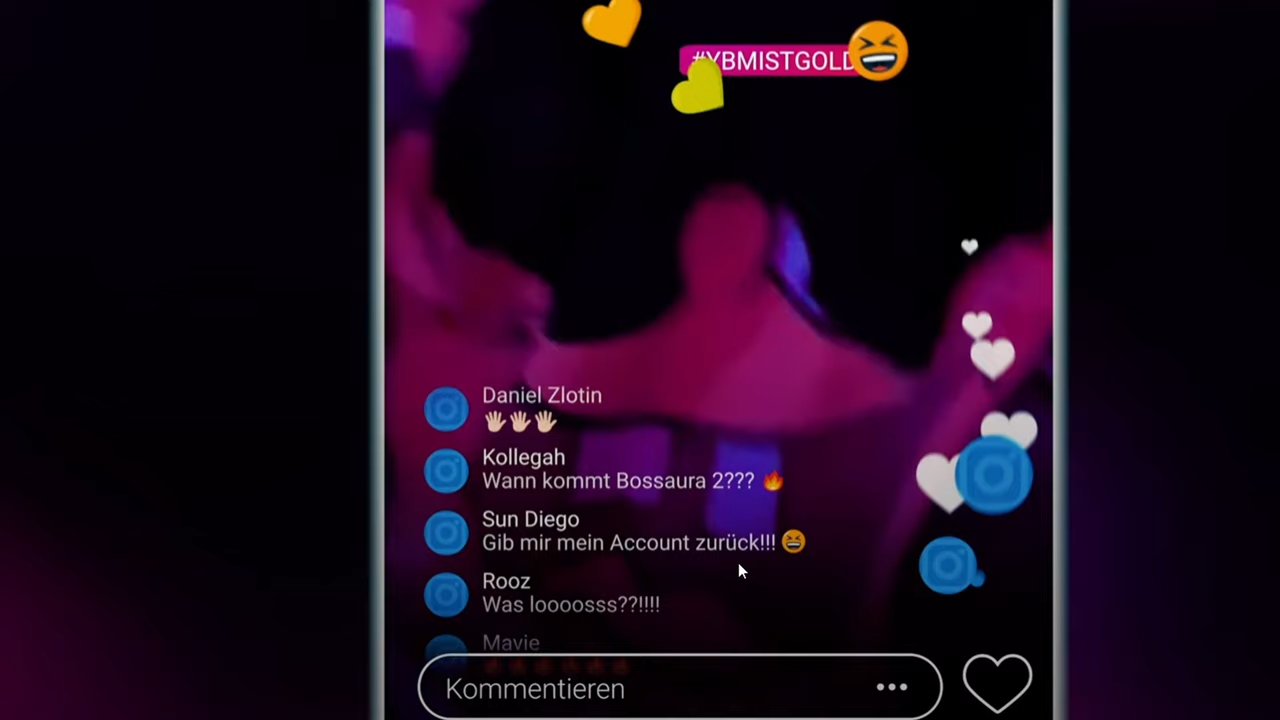 #YBMISTGOLD
Daniel Zlotin
👋🏼👋🏼👋🏼
Kollegah
Wann kommt Bossaura 2??? 🔥
Sun Diego
Gib mir mein Account zurück!!! 😆
Rooz
Was loooosss??!!!!
Mavie
Kommentieren